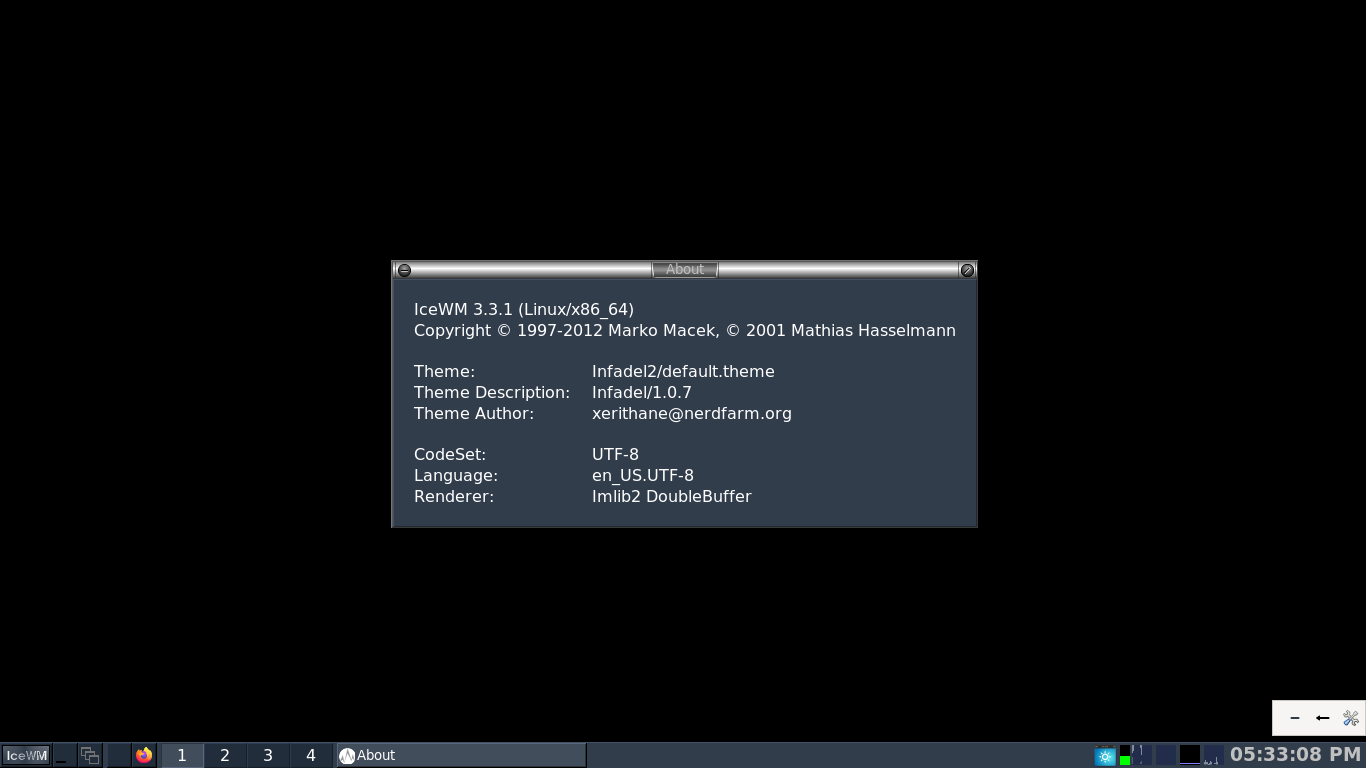 About
IceWM 3.3.1 (Linux/x86_64)
Copyright © 1997-2012 Marko Macek, © 2001 Mathias Hasselmann
Theme: Infadel2/default.theme
Theme Description: Infadel/1.0.7
Theme Author: xerithane@nerdfarm.org
CodeSet: UTF-8
Language: en_US.UTF-8
Renderer: Imlib2 DoubleBuffer
IceWM 1 2 3 4 About 05:33:08 PM